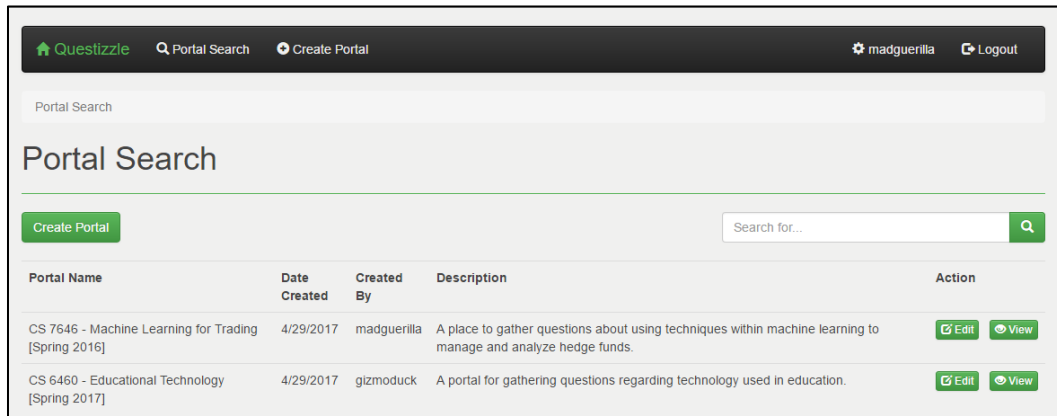 Questizzle Portal Search Create Portal madguerilla Logout
Portal Search
Portal Search
Create Portal Search for...
Portal Name Date Created Created By Description Action
CS 7646 - Machine Learning for Trading [Spring 2016] 4/29/2017 madguerilla A place to gather questions about using techniques within machine learning to manage and analyze hedge funds. Edit View
CS 6460 - Educational Technology [Spring 2017] 4/29/2017 gizmoduck A portal for gathering questions regarding technology used in education. Edit View